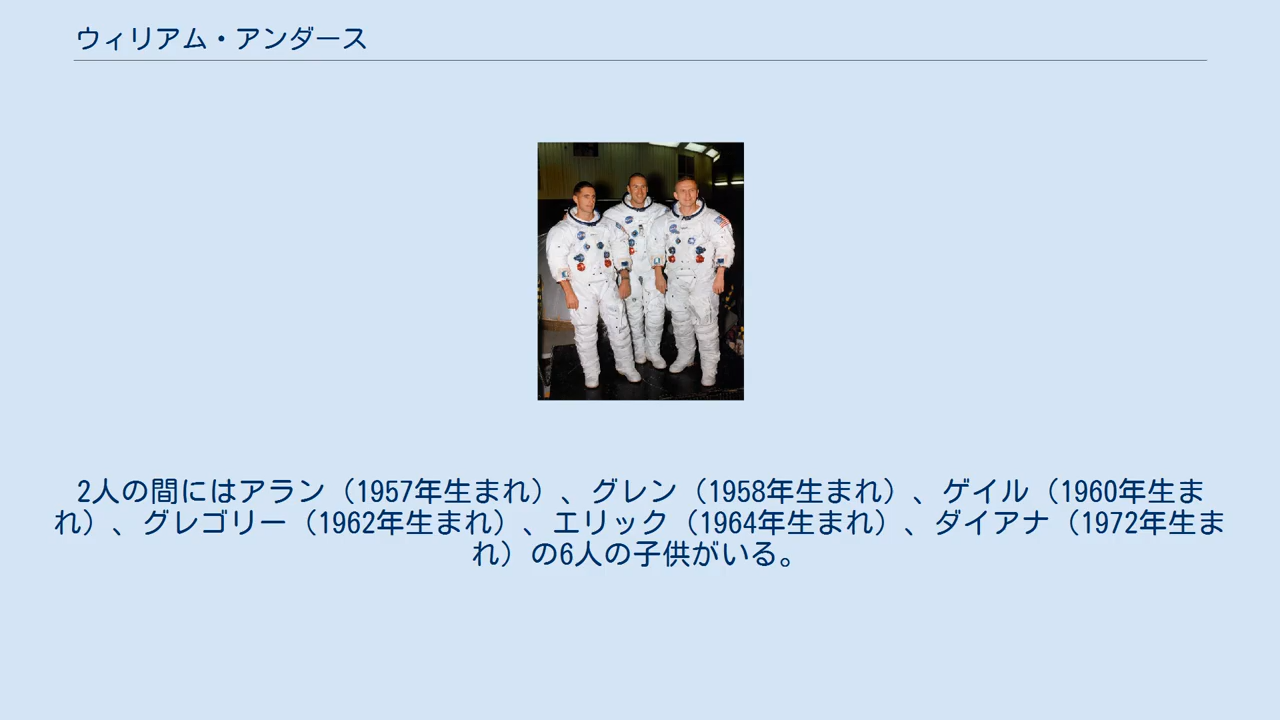 ウィリアム・アンダース
2人の間にはアラン（1957年生まれ）、グレン（1958年生まれ）、ゲイル（1960年生ま
れ）、グレゴリー（1962年生まれ）、エリック（1964年生まれ）、ダイアナ（1972年生ま
れ）の6人の子供がいる。